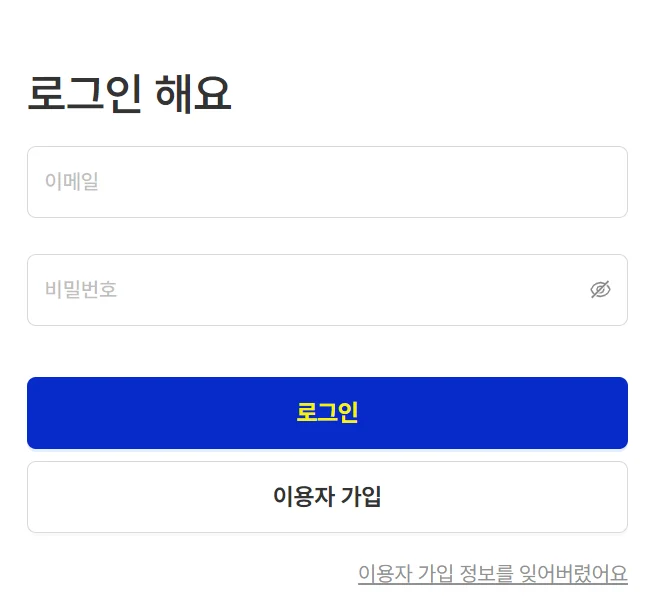 로그인 해요
이메일
비밀번호
로그인
이용자 가입
이용자 가입 정보를 잊어버렸어요